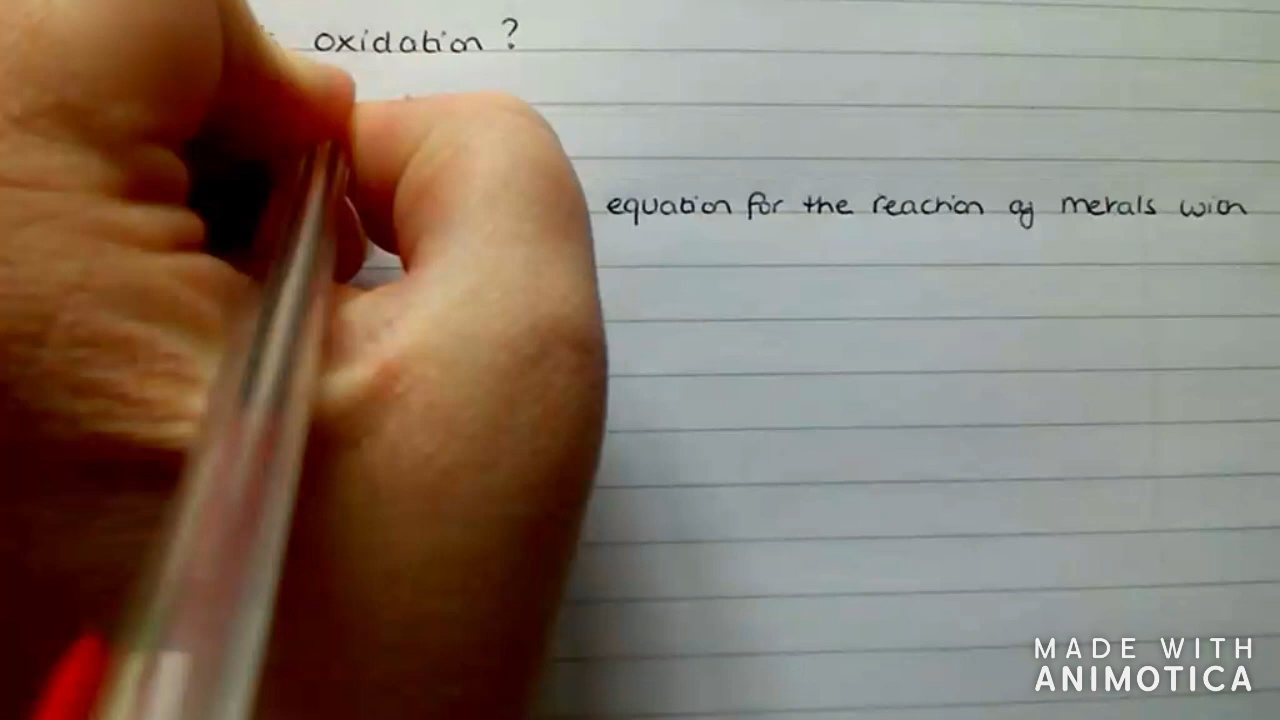 oxidation ?
equation for the reaction of metals with
MADE WITH
ANIMOTICA